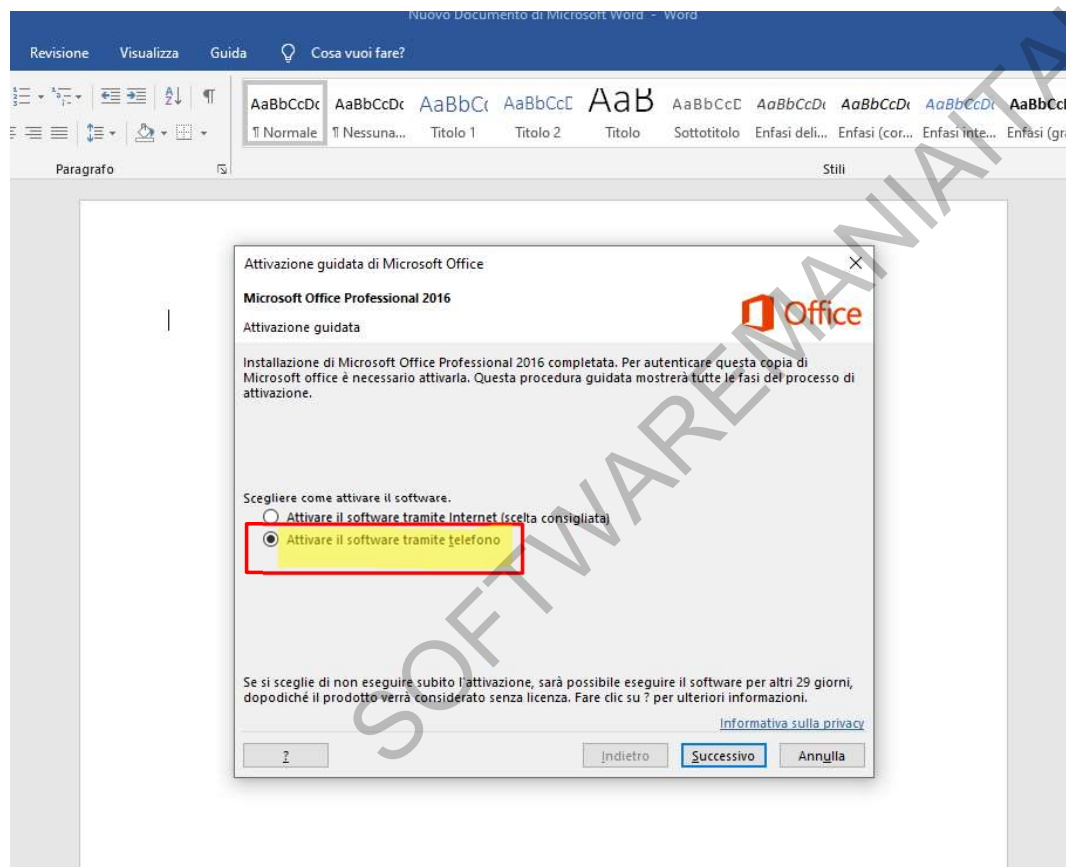 Nuovo Documento di Microsoft Word - Word
Revisione Visualizza Guida Cosa vuoi fare?
AaBbCcDc AaBbCcDc AaBbC( AaBbCcD AaB AaBbCcD AaBbCcDc AaBbCcDc AaBbCcDc AaBbCcl
¶ Normale ¶ Nessuna... Titolo 1 Titolo 2 Titolo Sottotitolo Enfasi deli... Enfasi (cor... Enfasi inte... Enfasi (gra
Paragrafo Stili
Attivazione guidata di Microsoft Office
Microsoft Office Professional 2016
Office
Attivazione guidata
Installazione di Microsoft Office Professional 2016 completata. Per autenticare questa copia di
Microsoft office è necessario attivarla. Questa procedura guidata mostrerà tutte le fasi del processo di
attivazione.
Scegliere come attivare il software.
Attivare il software tramite Internet (scelta consigliata)
Attivare il software tramite telefono
Se si sceglie di non eseguire subito l'attivazione, sarà possibile eseguire il software per altri 29 giorni,
dopodiché il prodotto verrà considerato senza licenza. Fare clic su ? per ulteriori informazioni.
Informativa sulla privacy
? Indietro Successivo Annulla